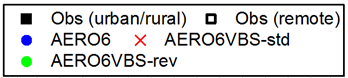 Obs (urban/rural) Obs (remote)
AERO6 AERO6VBS-std
AERO6VBS-rev